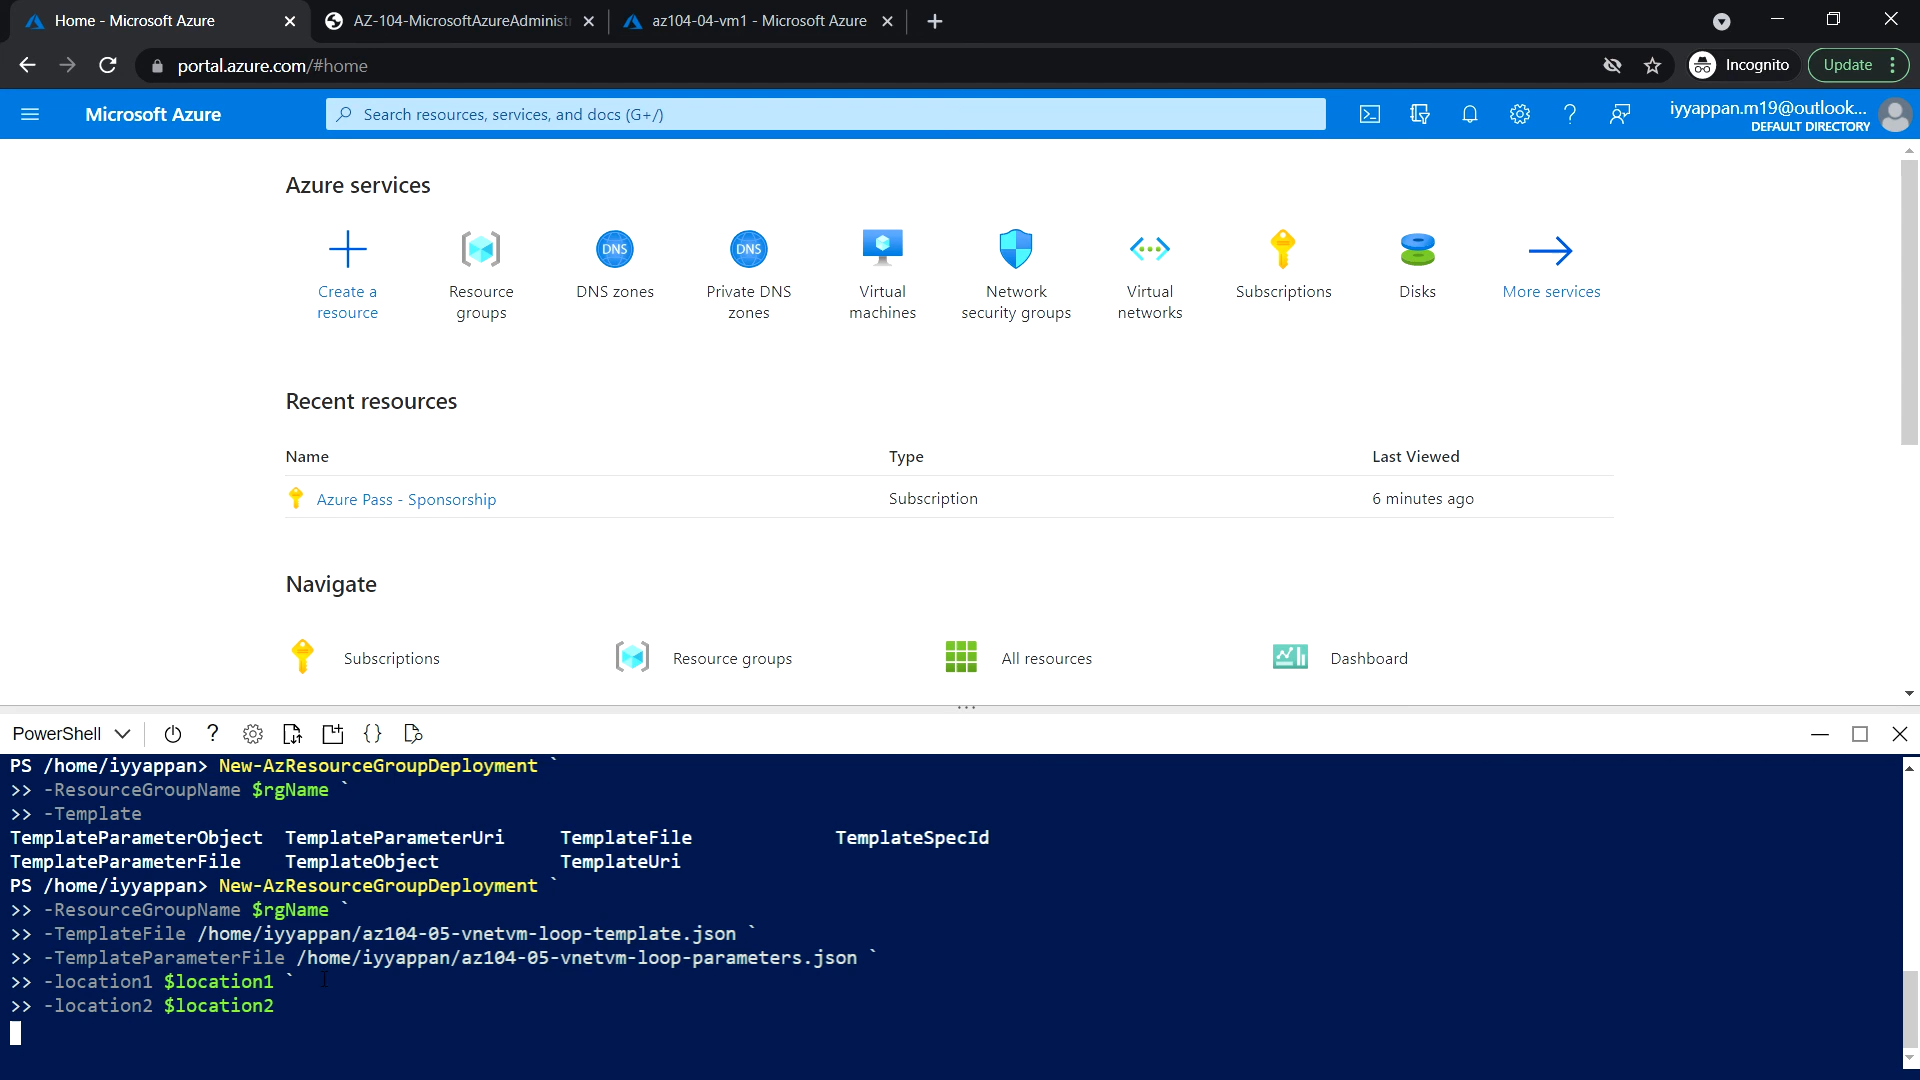 Home - Microsoft Azure
AZ-104-MicrosoftAzureAdminist
az104-04-vm1 - Microsoft Azure
portal.azure.com/#home
Incognito
Update
Microsoft Azure
Search resources, services, and docs (G+/)
iyyappan.m19@outlook...
DEFAULT DIRECTORY
Azure services
Create a resource
Resource groups
DNS
DNS zones
DNS
Private DNS zones
Virtual machines
Network security groups
Virtual networks
Subscriptions
Disks
More services
Recent resources
Name Type Last Viewed
Azure Pass - Sponsorship Subscription 6 minutes ago
Navigate
Subscriptions Resource groups All resources Dashboard
PowerShell
PS /home/iyyappan> New-AzResourceGroupDeployment `
>> -ResourceGroupName $rgName `
>> -Template
TemplateParameterObject TemplateParameterUri TemplateFile TemplateSpecId
TemplateParameterFile TemplateObject TemplateUri
PS /home/iyyappan> New-AzResourceGroupDeployment `
>> -ResourceGroupName $rgName `
>> -TemplateFile /home/iyyappan/az104-05-vnetvm-loop-template.json `
>> -TemplateParameterFile /home/iyyappan/az104-05-vnetvm-loop-parameters.json `
>> -location1 $location1 `
>> -location2 $location2